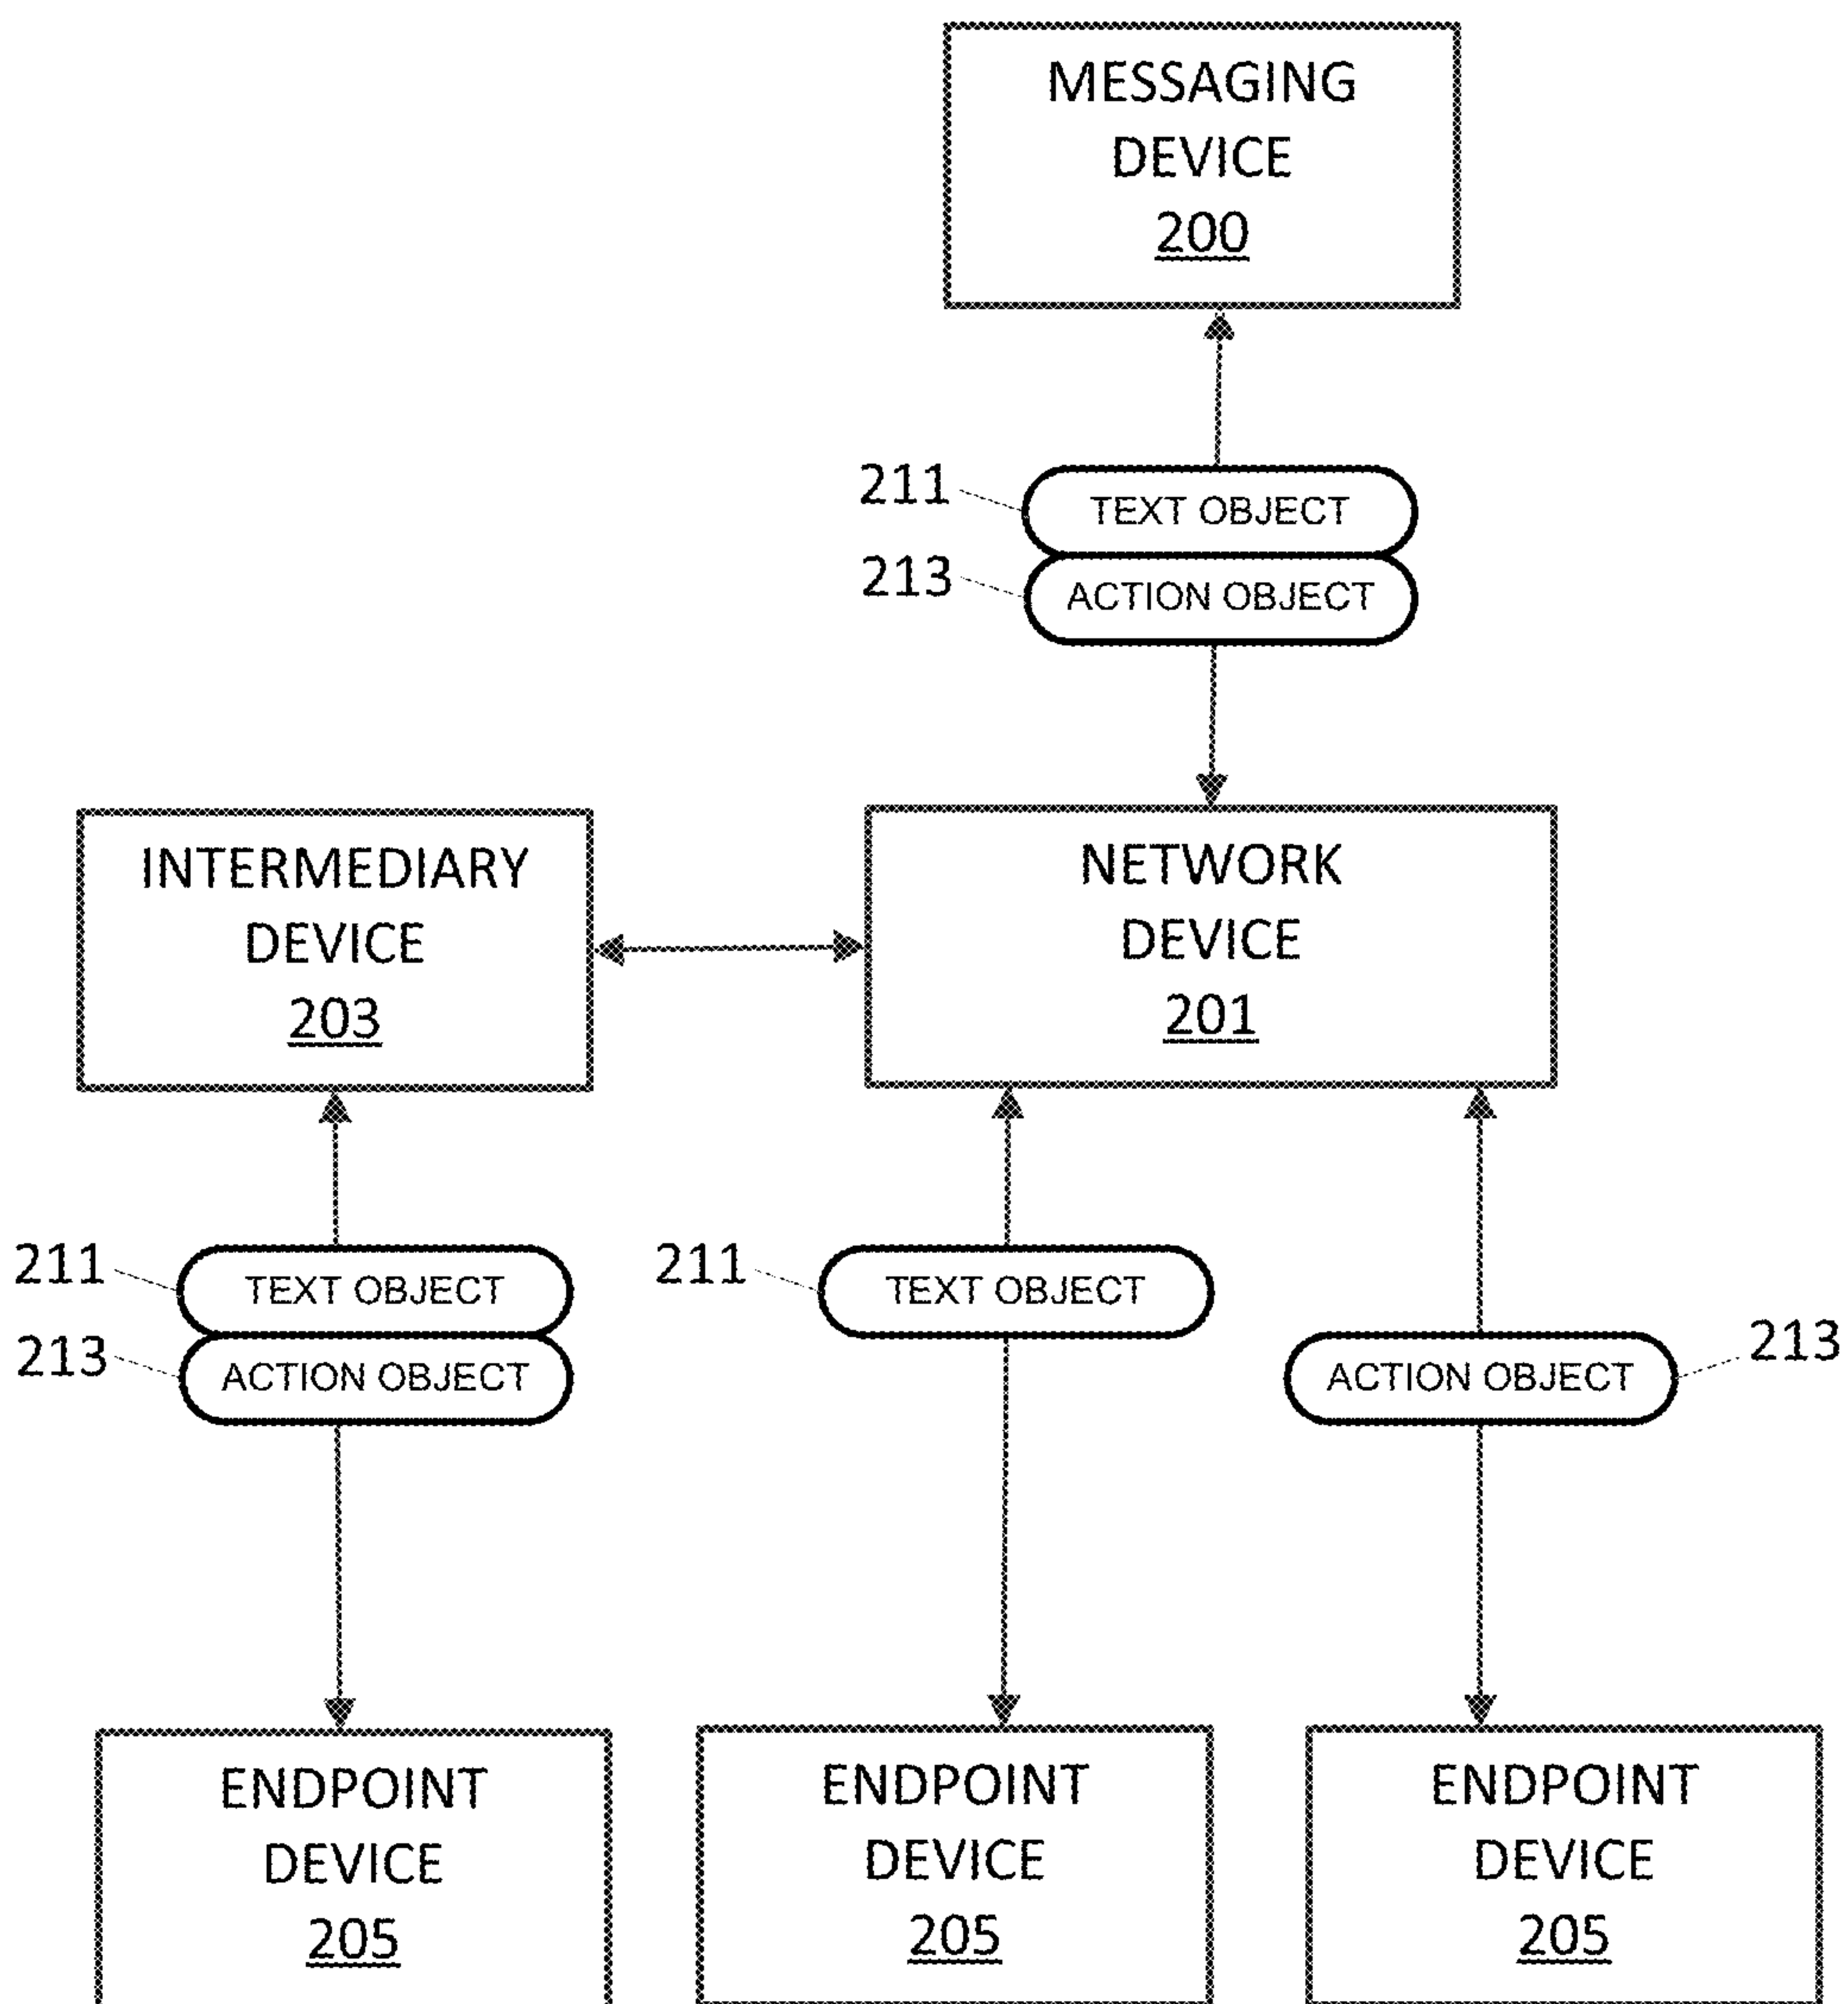 MESSAGING
DEVICE
200
211
TEXT OBJECT
213
ACTION OBJECT
INTERMEDIARY
DEVICE
203
NETWORK
DEVICE
201
211
TEXT OBJECT
213
ACTION OBJECT
211
TEXT OBJECT
ACTION OBJECT
213
ENDPOINT
DEVICE
205
ENDPOINT
DEVICE
205
ENDPOINT
DEVICE
205